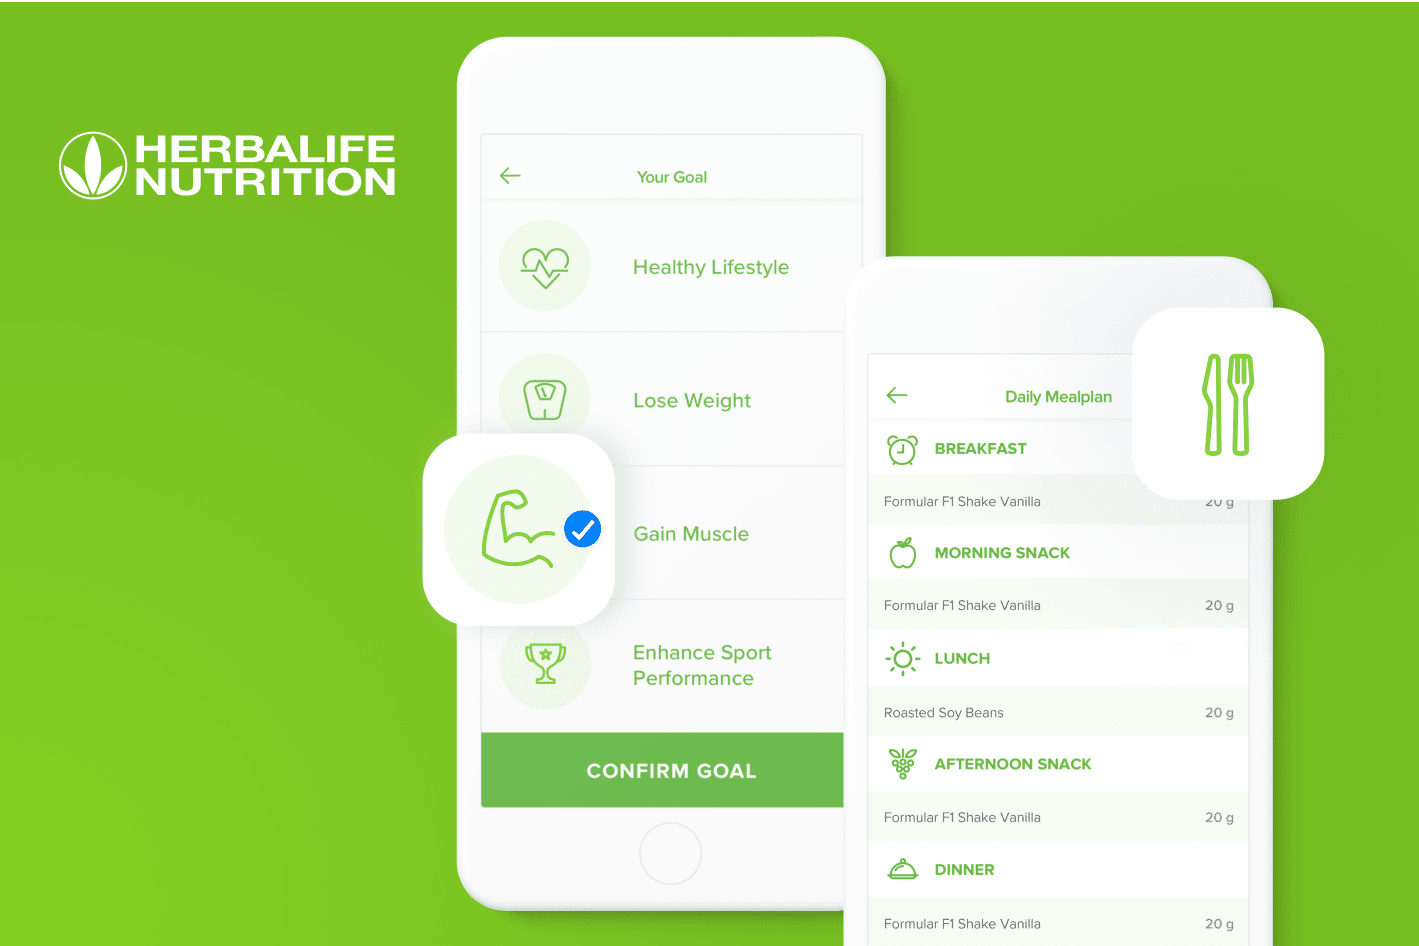 HERBALIFE
NUTRITION
Your Goal
Healthy Lifestyle
Lose Weight
Gain Muscle
Enhance Sport
Performance
CONFIRM GOAL
Daily Mealplan
BREAKFAST
Formular F1 Shake Vanilla 20 g
MORNING SNACK
Formular F1 Shake Vanilla 20 g
LUNCH
Roasted Soy Beans 20 g
AFTERNOON SNACK
Formular F1 Shake Vanilla 20 g
DINNER
Formular F1 Shake Vanilla 20 g